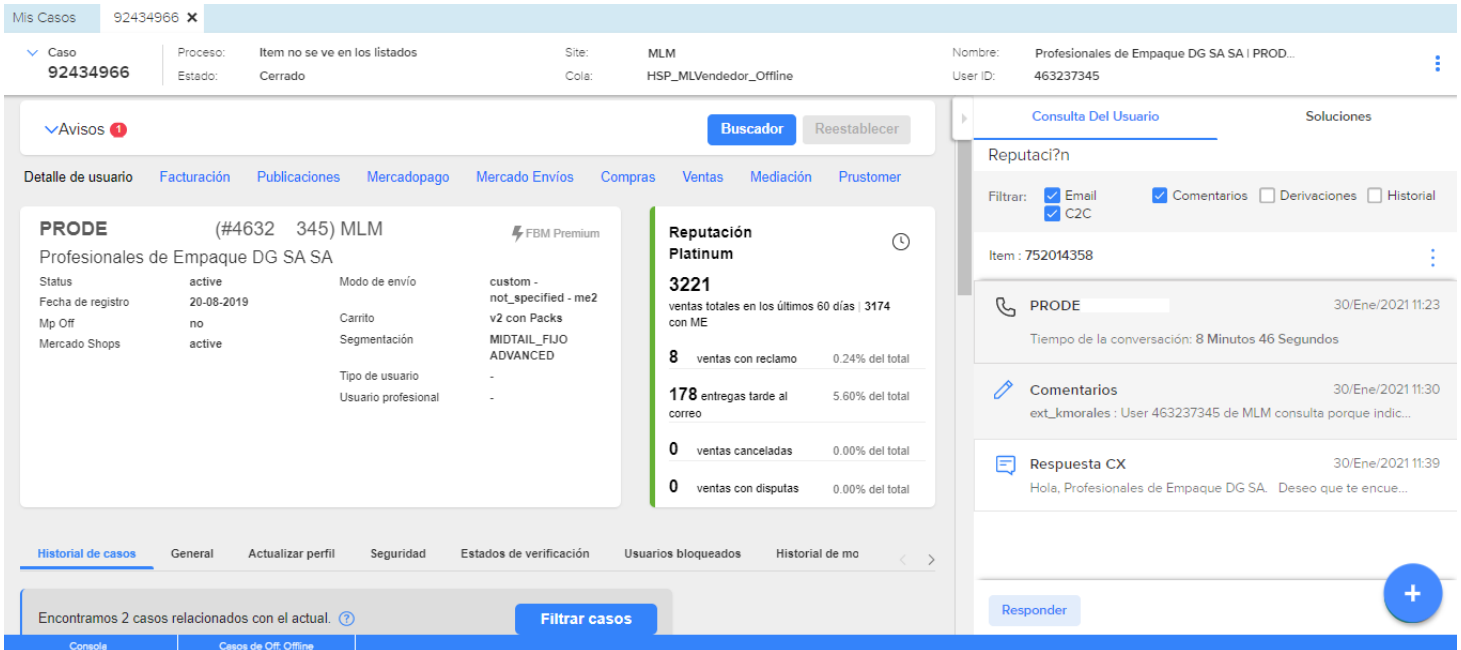 Mis Casos 92434966 ×
Caso Proceso: Item no se ve en los listados Site: MLM Nombre: Profesionales de Empaque DG SA SA | PROD...
92434966 Estado: Cerrado Cola: HSP_MLVendedor_Offline User ID: 463237345
Avisos 1 Buscador Reestablecer
Detalle de usuario Facturación Publicaciones Mercadopago Mercado Envíos Compras Ventas Mediación Prustomer
PRODE (#4632 345) MLM FBM Premium
Profesionales de Empaque DG SA SA
Status active
Fecha de registro 20-08-2019
Mp Off no
Mercado Shops active
Modo de envío custom -
not_specified - me2
Carrito v2 con Packs
Segmentación MIDTAIL_FIJO
ADVANCED
Tipo de usuario -
Usuario profesional -
Reputación
Platinum
3221
ventas totales en los últimos 60 días | 3174
con ME
8 ventas con reclamo 0.24% del total
178 entregas tarde al 5.60% del total
correo
0 ventas canceladas 0.00% del total
0 ventas con disputas 0.00% del total
Historial de casos General Actualizar perfil Seguridad Estados de verificación Usuarios bloqueados Historial de mo
Encontramos 2 casos relacionados con el actual. ? Filtrar casos
Consulta Del Usuario Soluciones
Reputaci?n
Filtrar: Email Comentarios Derivaciones Historial
C2C
Item : 752014358
PRODE 30/Ene/2021 11:23
Tiempo de la conversación: 8 Minutos 46 Segundos
Comentarios 30/Ene/2021 11:30
ext_kmorales : User 463237345 de MLM consulta porque indic...
Respuesta CX 30/Ene/2021 11:39
Hola, Profesionales de Empaque DG SA. Deseo que te encue...
Responder +
Consola Casos de Off: Offline